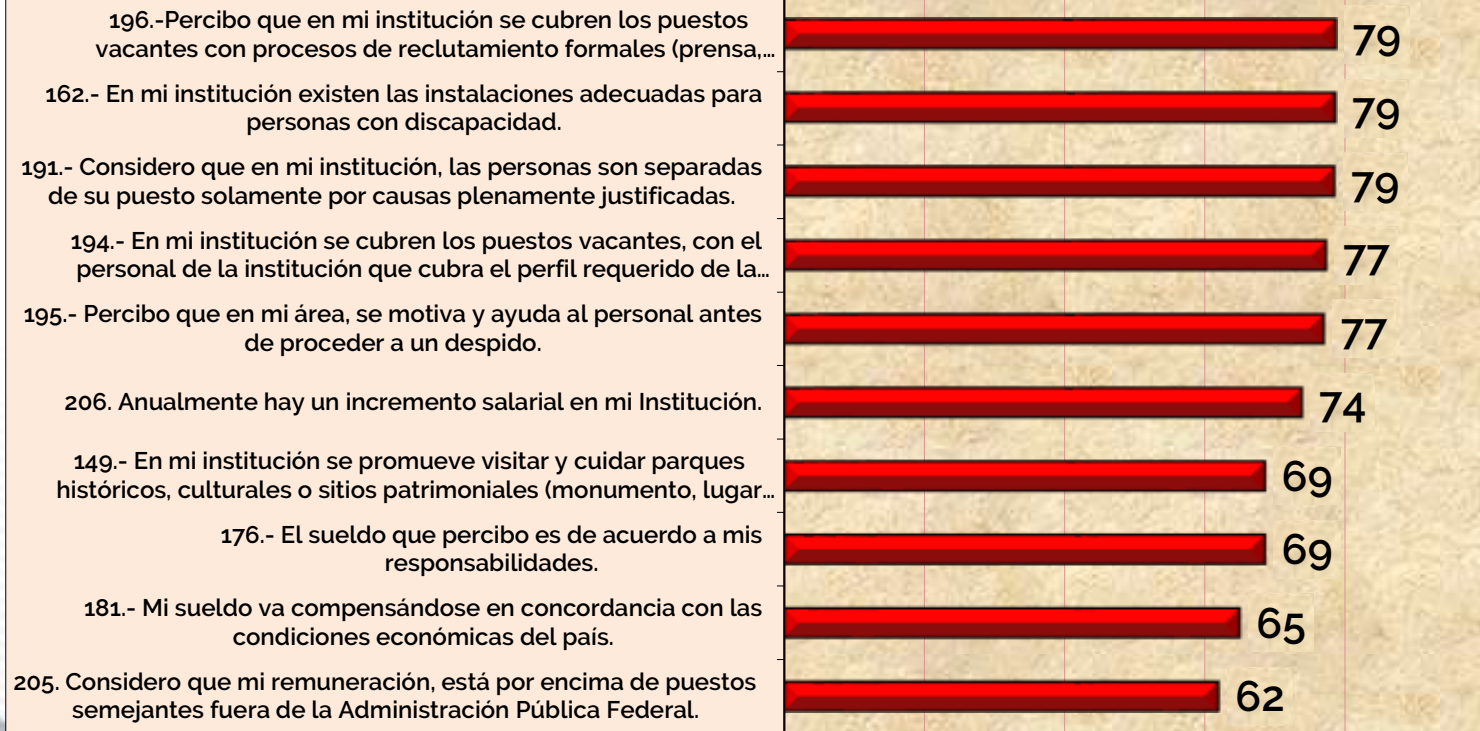 196.-Percibo que en mi institución se cubren los puestos
vacantes con procesos de reclutamiento formales (prensa,...
79
162.- En mi institución existen las instalaciones adecuadas para
personas con discapacidad.
79
191.- Considero que en mi institución, las personas son separadas
de su puesto solamente por causas plenamente justificadas.
79
194.- En mi institución se cubren los puestos vacantes, con el
personal de la institución que cubra el perfil requerido de la...
77
195.- Percibo que en mi área, se motiva y ayuda al personal antes
de proceder a un despido.
77
206. Anualmente hay un incremento salarial en mi Institución.
74
149.- En mi institución se promueve visitar y cuidar parques
históricos, culturales o sitios patrimoniales (monumento, lugar...
69
176.- El sueldo que percibo es de acuerdo a mis
responsabilidades.
69
181.- Mi sueldo va compensándose en concordancia con las
condiciones económicas del país.
65
205. Considero que mi remuneración, está por encima de puestos
semejantes fuera de la Administración Pública Federal.
62